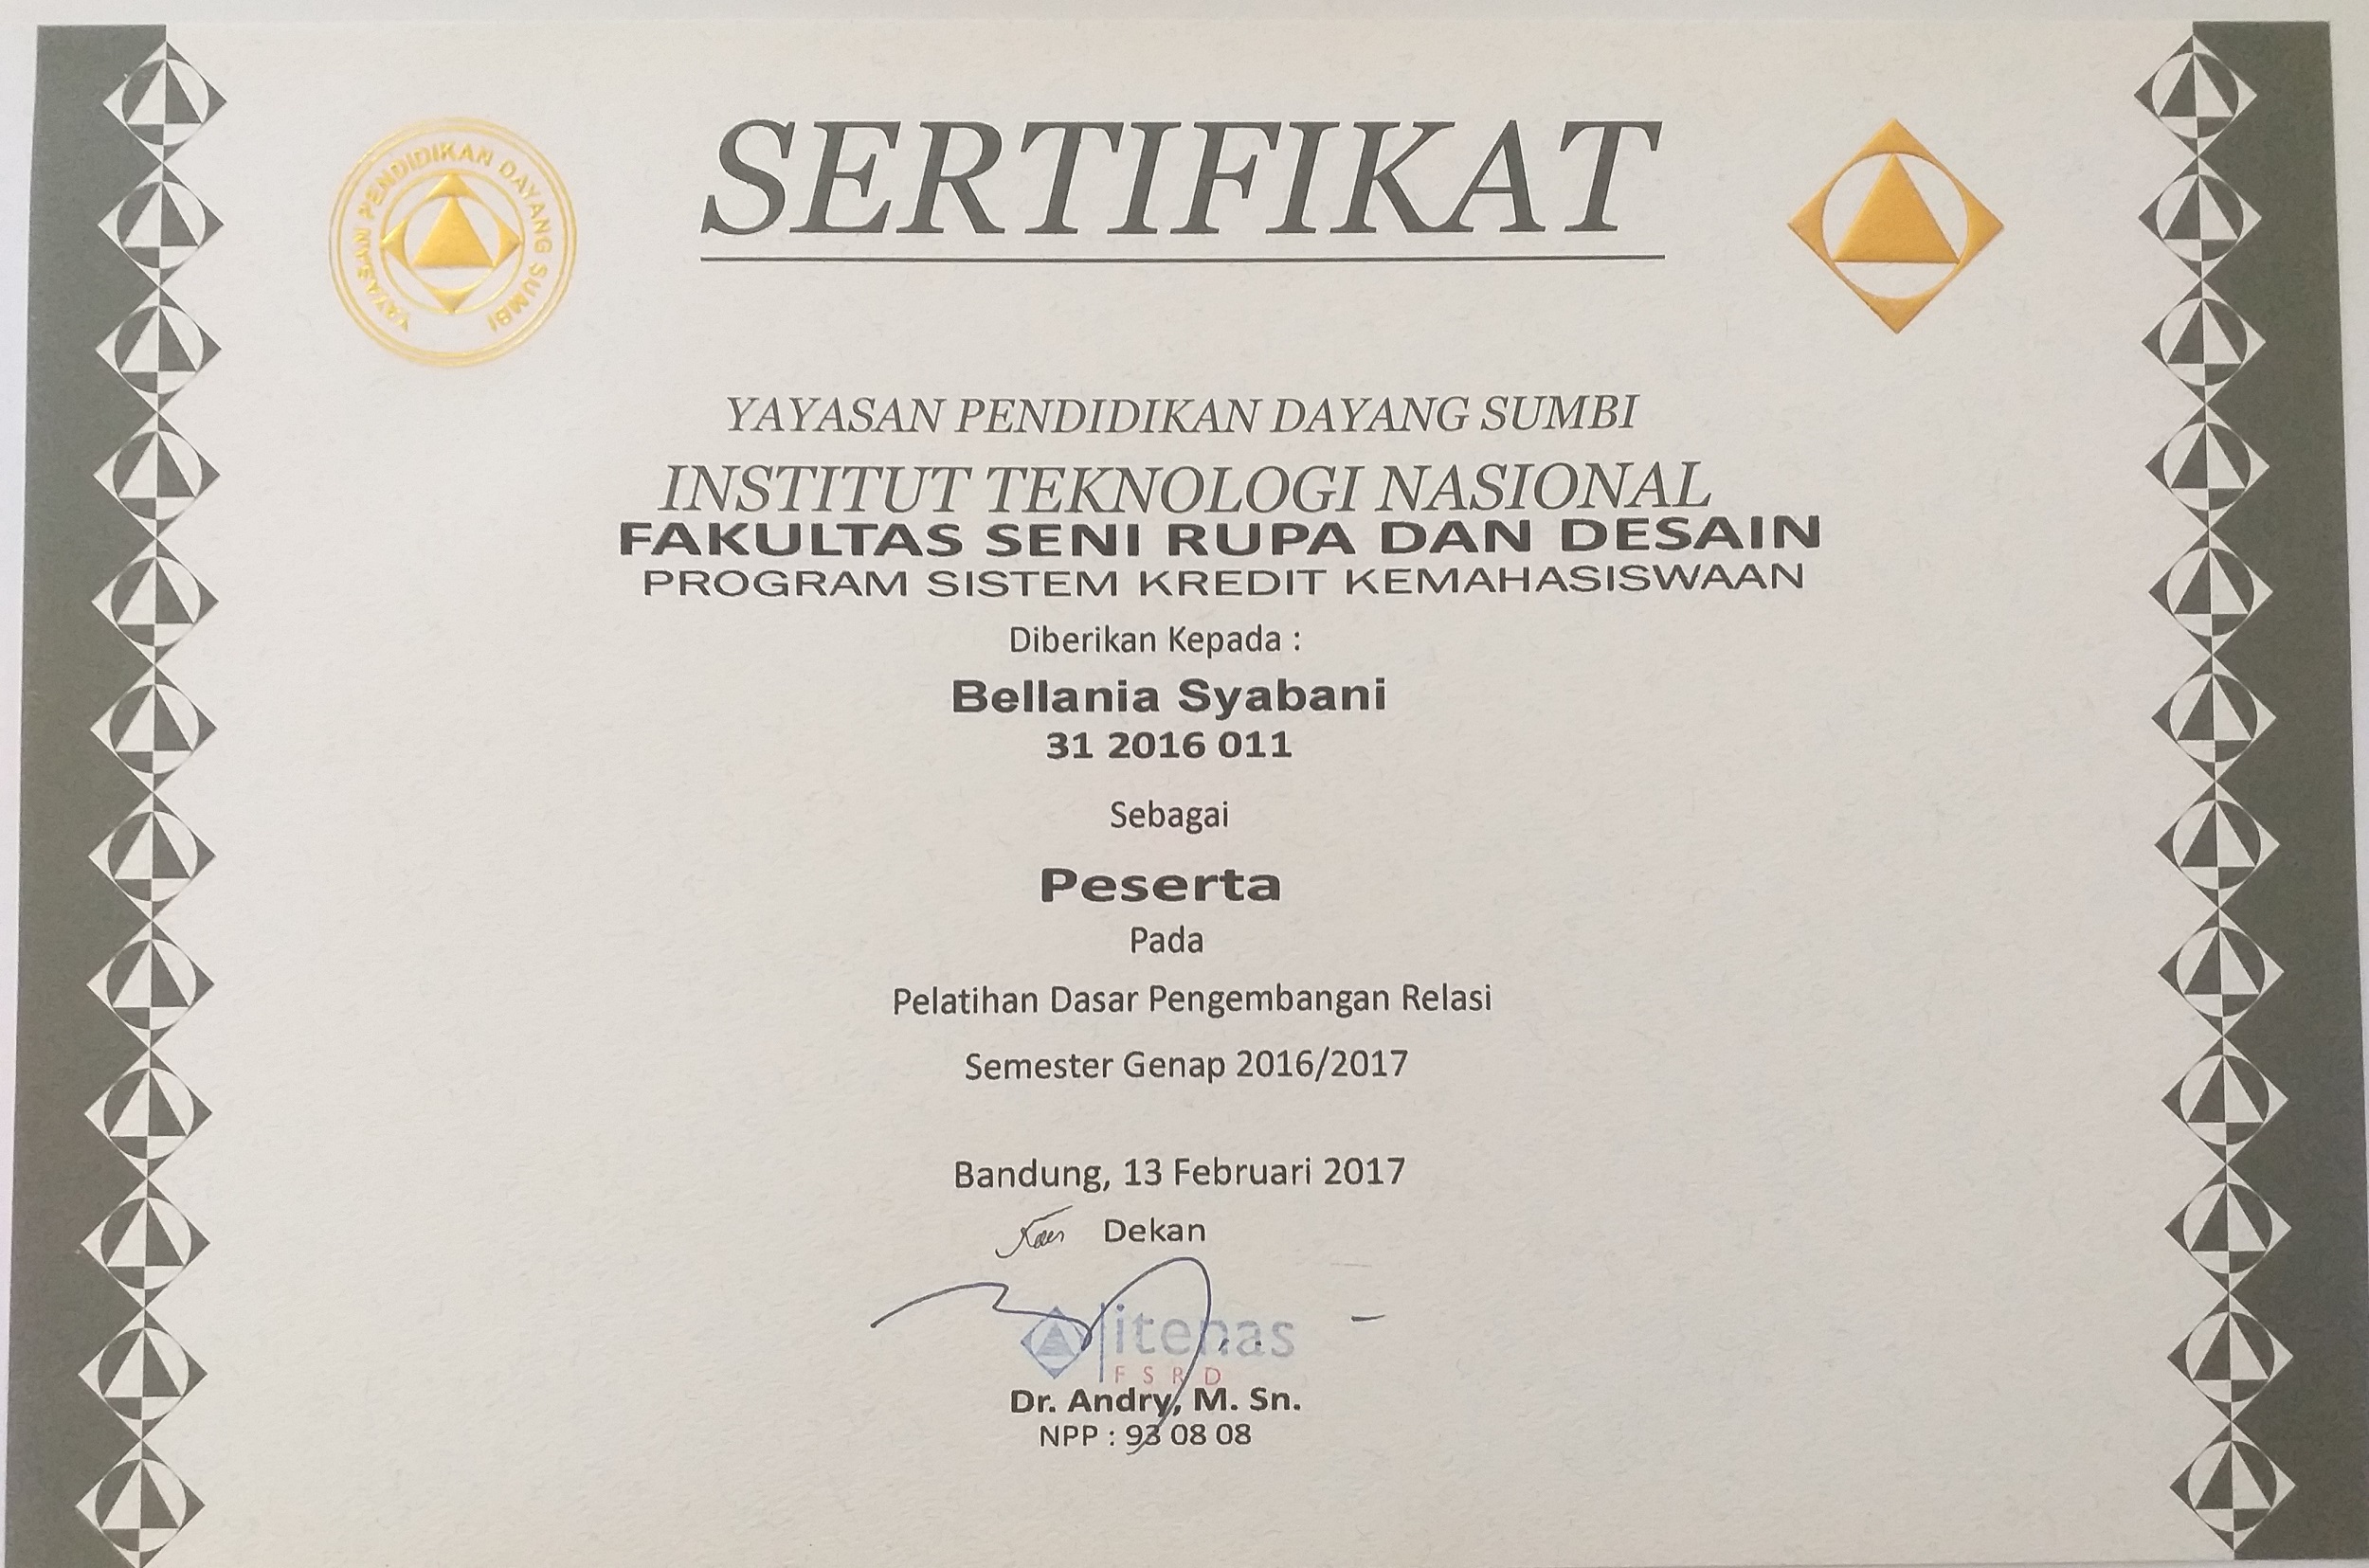 SERTIFIKAT
YAYASAN PENDIDIKAN DAYANG SUMBI
YAYASAN PENDIDIKAN DAYANG SUMBI
INSTITUT TEKNOLOGI NASIONAL
FAKULTAS SENI RUPA DAN DESAIN
PROGRAM SISTEM KREDIT KEMAHASISWAAN
Diberikan Kepada :
Bellania Syabani
31 2016 011
Sebagai
Peserta
Pada
Pelatihan Dasar Pengembangan Relasi
Semester Genap 2016/2017
Bandung, 13 Februari 2017
Dekan
itenas
FSRD
Dr. Andry, M. Sn.
NPP : 93 08 08